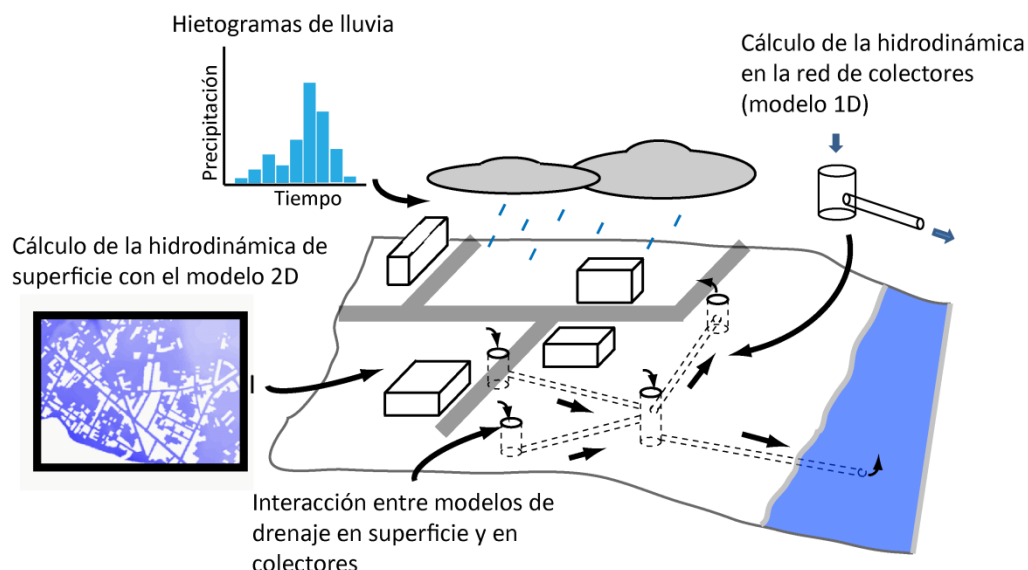 Hietogramas de lluvia
Precipitación
Tiempo
Cálculo de la hidrodinámica
en la red de colectores
(modelo 1D)
Cálculo de la hidrodinámica de
superficie con el modelo 2D
Interacción entre modelos de
drenaje en superficie y en
colectores